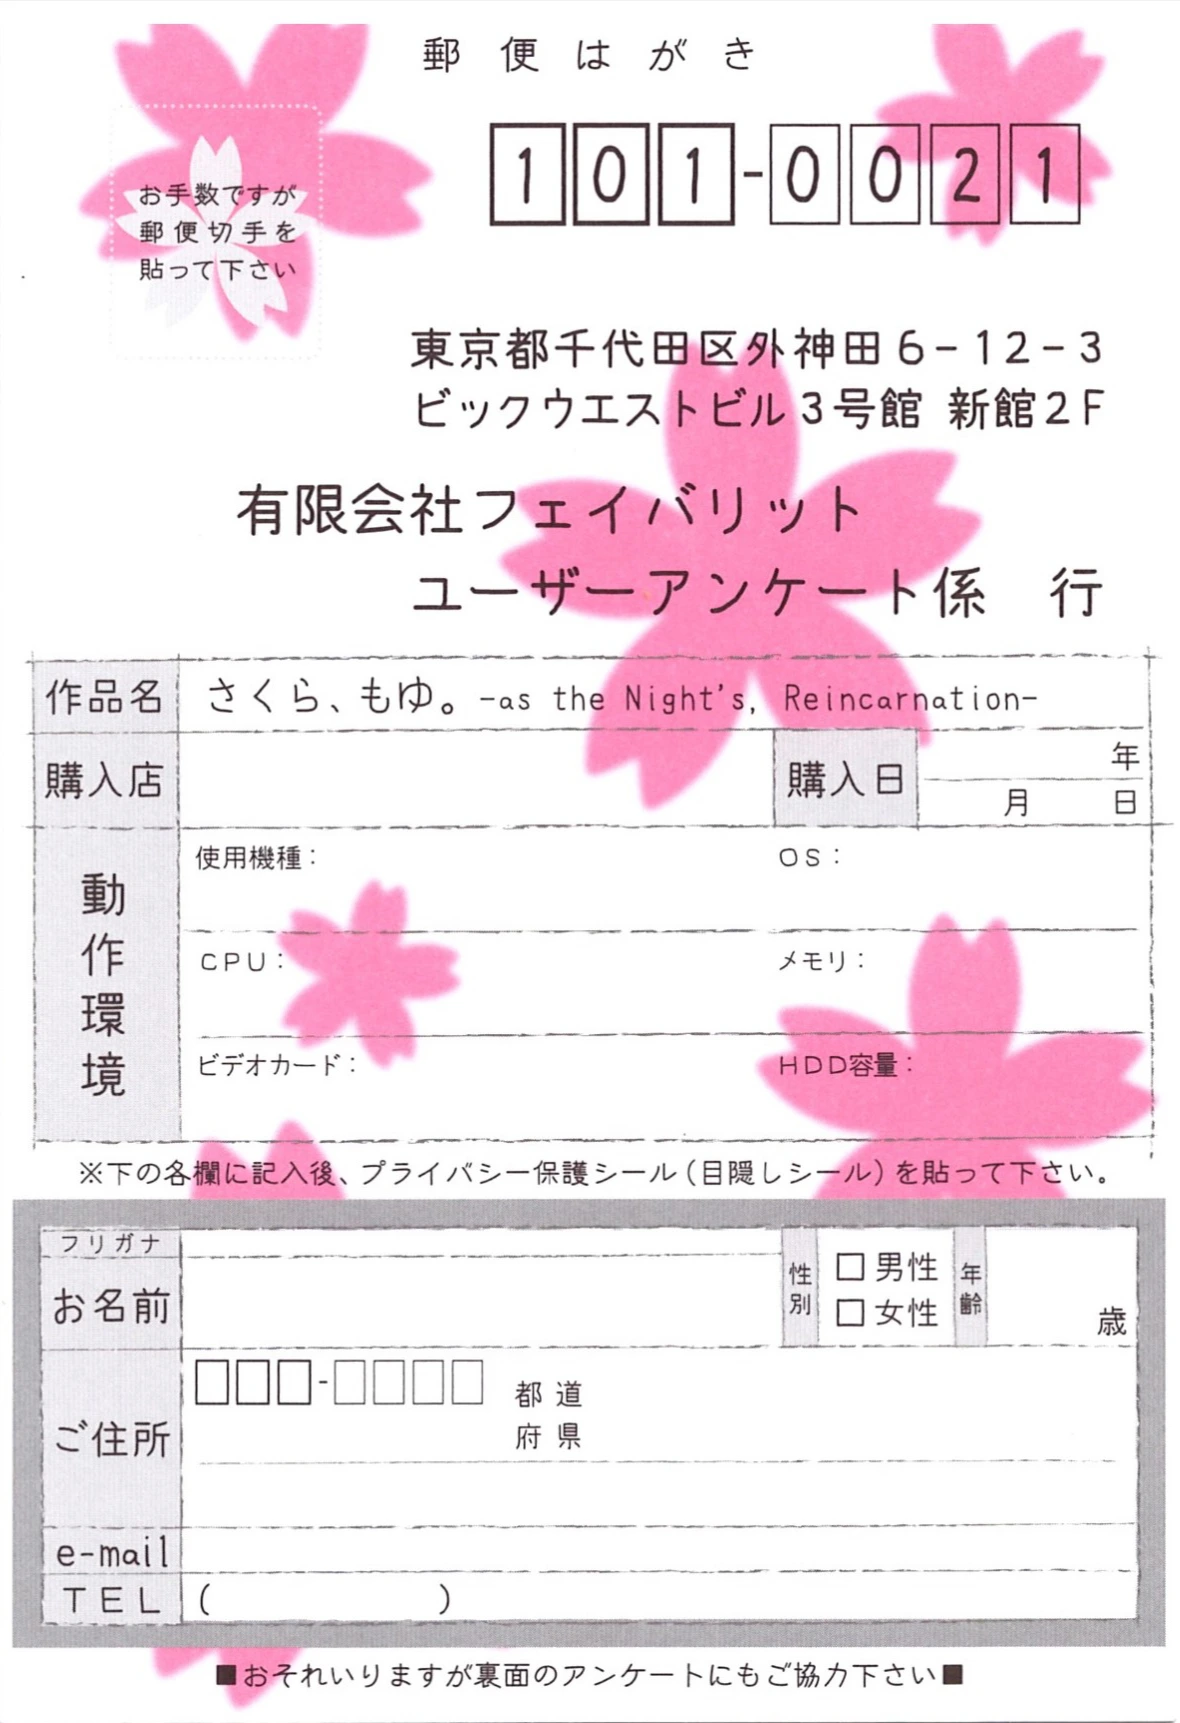 郵便はがき
お手数ですが
郵便切手を
貼って下さい
101-0021
東京都千代田区外神田6-12-3
ビックウエストビル3号館 新館2F
有限会社フェイバリット
ユーザーアンケート係 行
作品名 さくら、もゆ。-as the Night's, Reincarnation-
購入店 購入日 年
月 日
動作環境
使用機種： OS：
CPU： メモリ：
ビデオカード： HDD容量：
※下の各欄に記入後、プライバシー保護シール(目隠しシール)を貼って下さい。
フリガナ
お名前 性別 □男性 年齢
□女性 歳
ご住所 □□□-□□□□ 都道
府県
e-mail
TEL ( )
■おそれいりますが裏面のアンケートにもご協力下さい■